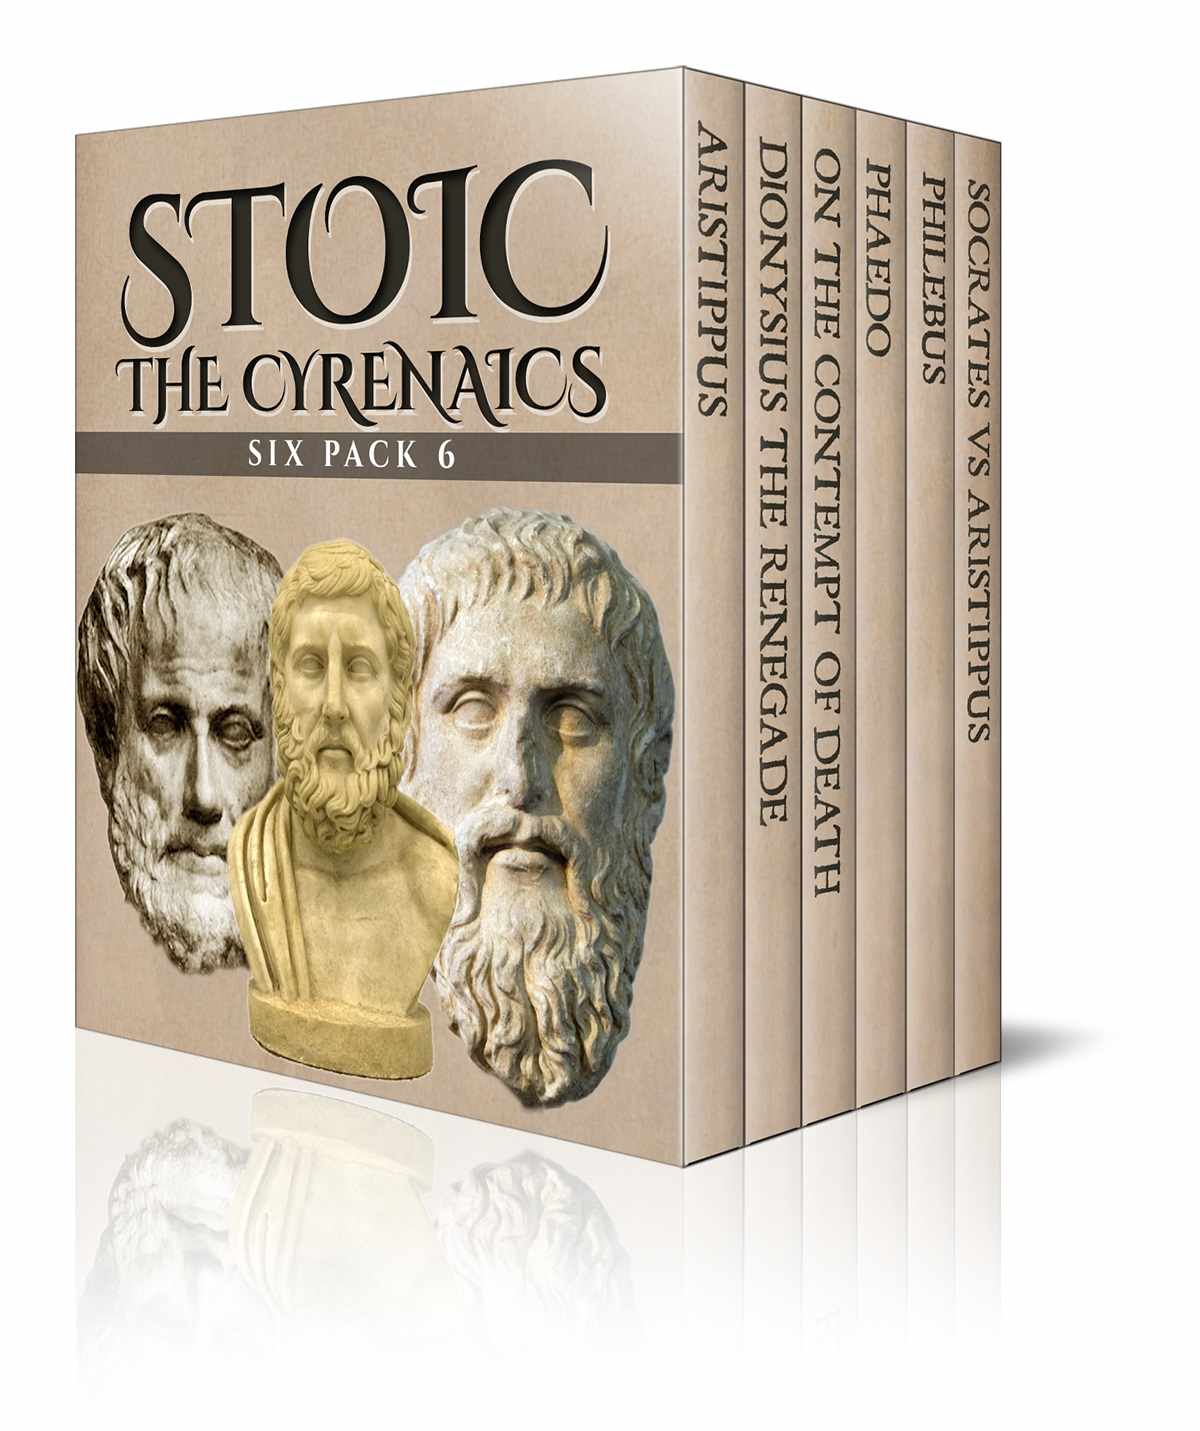 STOIC
THE CYRENAICS
SIX PACK 6
ARISTIPPUS
DIONYSIUS THE RENEGADE
ON THE CONTEMPT OF DEATH
PHAEDO
PHILEBUS
SOCRATES VS ARISTIPPUS